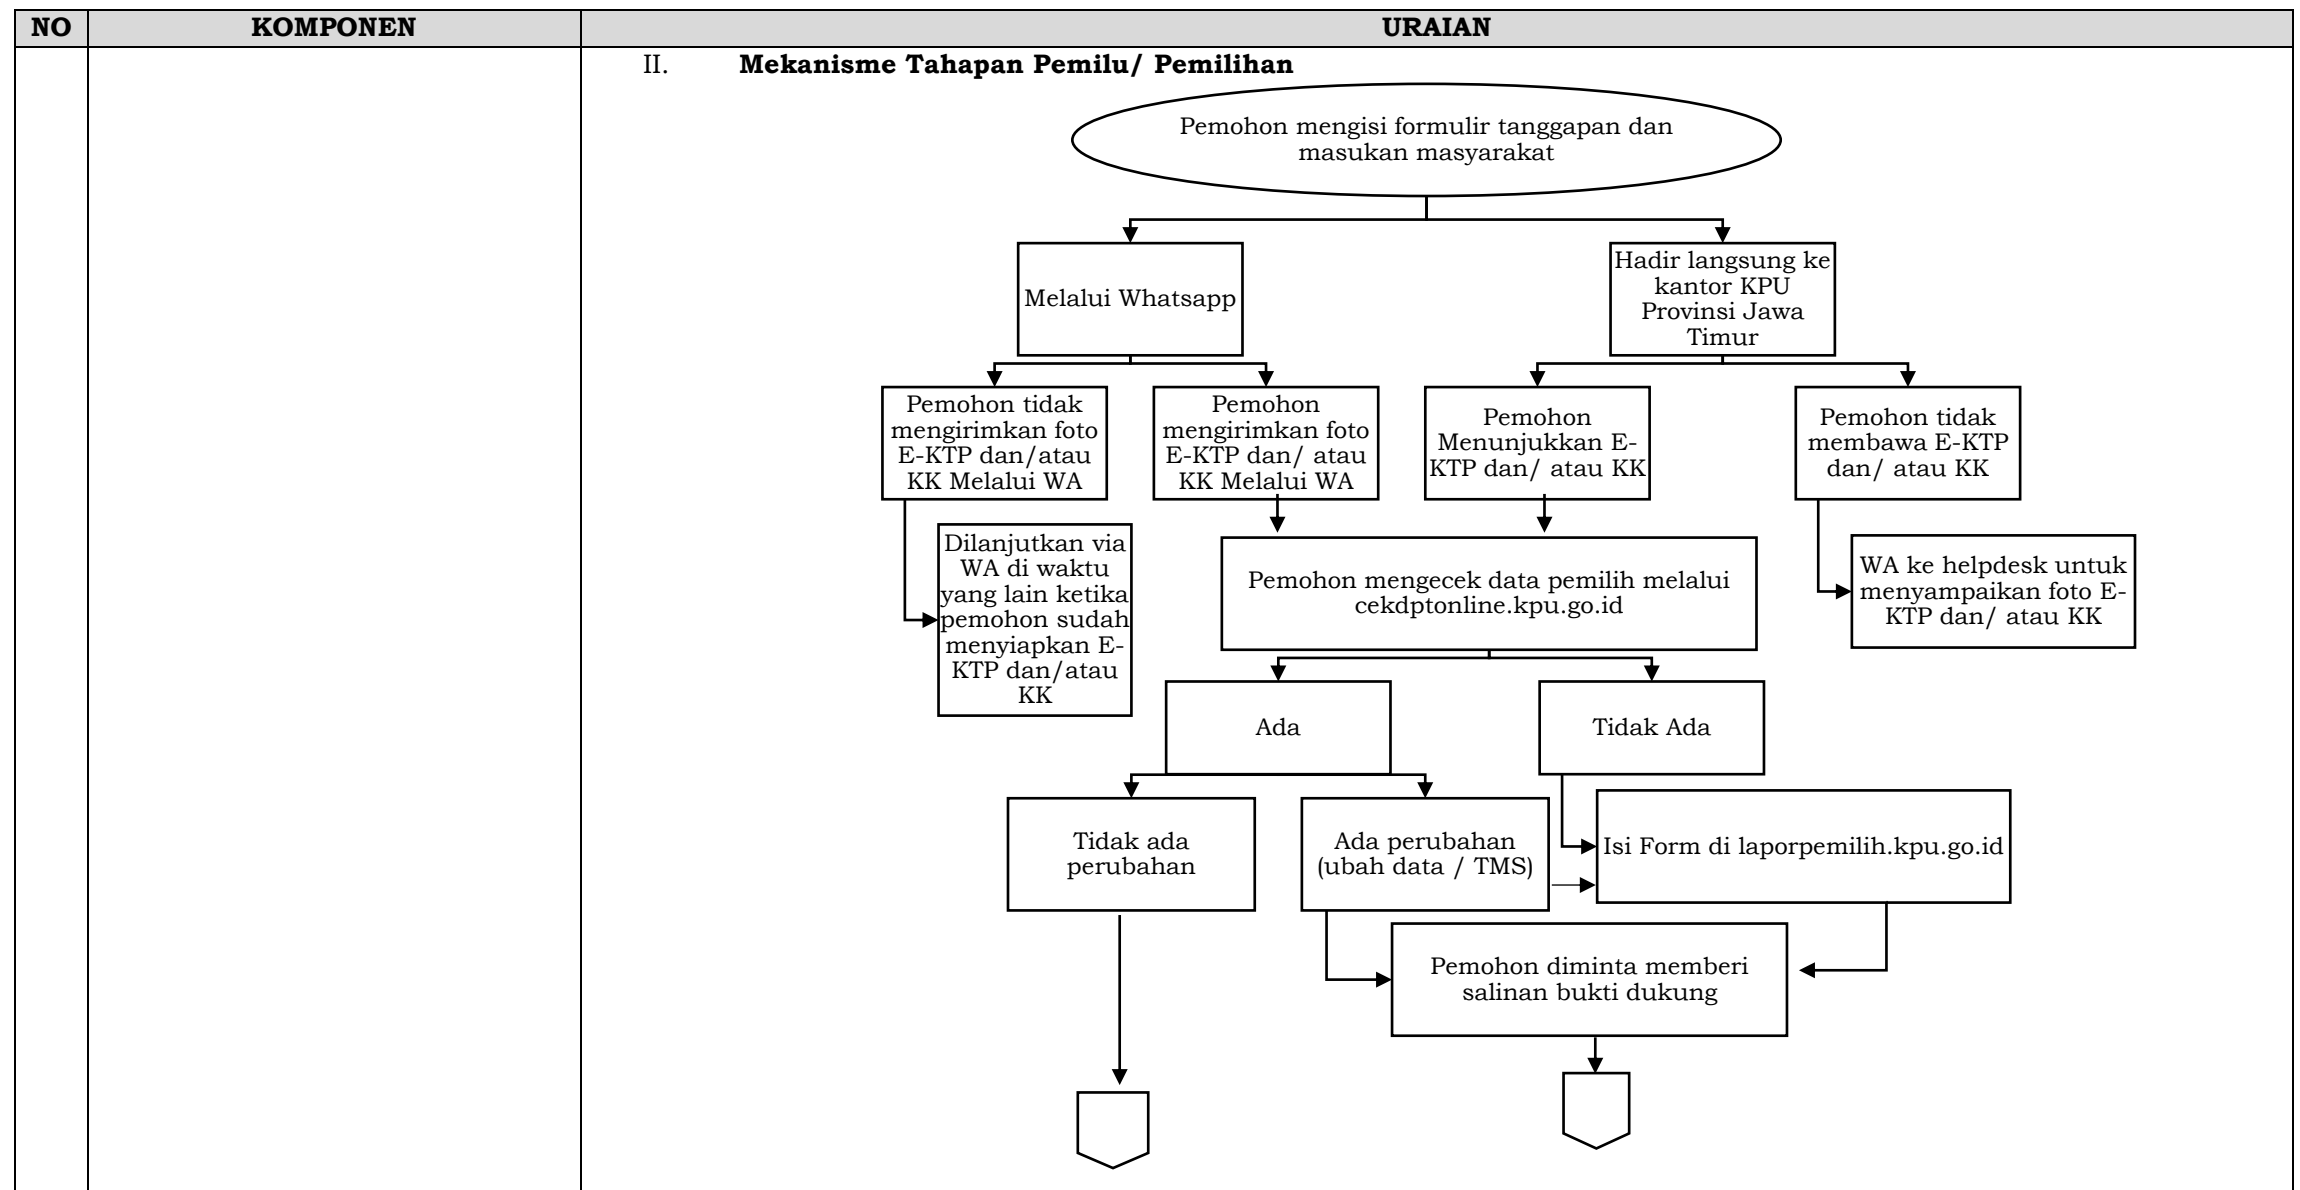 NO KOMPONEN URAIAN
II. Mekanisme Tahapan Pemilu/ Pemilihan
Pemohon mengisi formulir tanggapan dan
masukan masyarakat
Melalui Whatsapp
Hadir langsung ke
kantor KPU
Provinsi Jawa
Timur
Pemohon tidak
mengirimkan foto
E-KTP dan/atau
KK Melalui WA
Pemohon
mengirimkan foto
E-KTP dan/ atau
KK Melalui WA
Pemohon
Menunjukkan E-
KTP dan/ atau KK
Pemohon tidak
membawa E-KTP
dan/ atau KK
Dilanjutkan via
WA di waktu
yang lain ketika
pemohon sudah
menyiapkan E-
KTP dan/atau
KK
Pemohon mengecek data pemilih melalui
cekdptonline.kpu.go.id
WA ke helpdesk untuk
menyampaikan foto E-
KTP dan/ atau KK
Ada
Tidak Ada
Tidak ada
perubahan
Ada perubahan
(ubah data / TMS)
Isi Form di laporpemilih.kpu.go.id
Pemohon diminta memberi
salinan bukti dukung